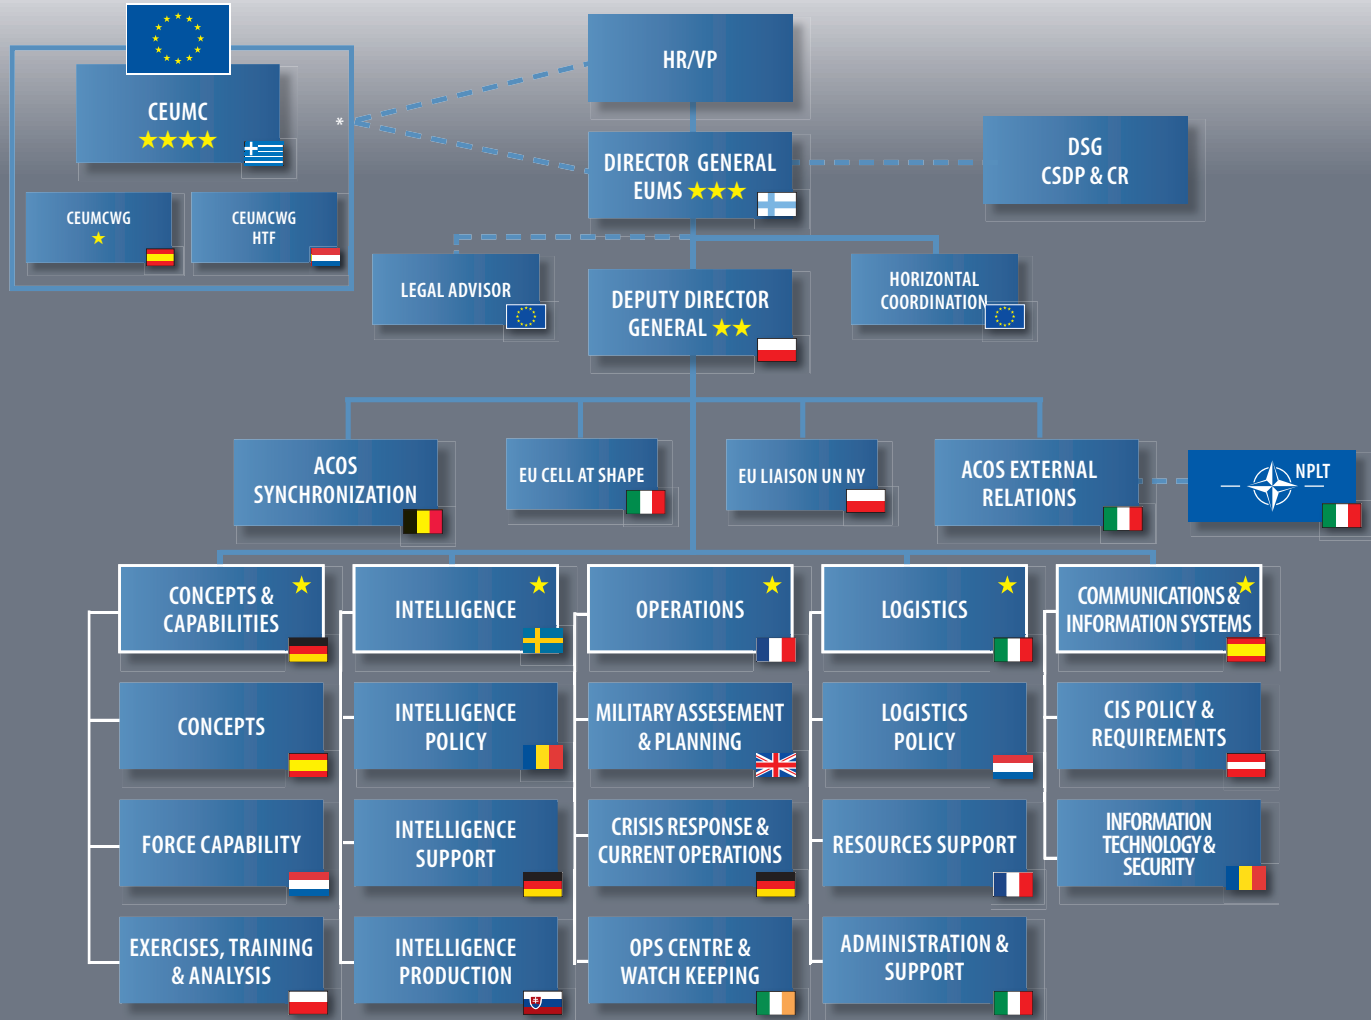 HR/VP
CEUMC
*
DIRECTOR GENERAL
EUMS
DSG
CSDP & CR
CEUMCWG
CEUMCWG
HTF
LEGAL ADVISOR
DEPUTY DIRECTOR
GENERAL
HORIZONTAL
COORDINATION
ACOS
SYNCHRONIZATION
EU CELL AT SHAPE
EU LIAISON UN NY
ACOS EXTERNAL
RELATIONS
NPLT
CONCEPTS &
CAPABILITIES
INTELLIGENCE
OPERATIONS
LOGISTICS
COMMUNICATIONS &
INFORMATION SYSTEMS
CONCEPTS
INTELLIGENCE
POLICY
MILITARY ASSESEMENT
& PLANNING
LOGISTICS
POLICY
CIS POLICY &
REQUIREMENTS
FORCE CAPABILITY
INTELLIGENCE
SUPPORT
CRISIS RESPONSE &
CURRENT OPERATIONS
RESOURCES SUPPORT
INFORMATION
TECHNOLOGY &
SECURITY
EXERCISES, TRAINING
& ANALYSIS
INTELLIGENCE
PRODUCTION
OPS CENTRE &
WATCH KEEPING
ADMINISTRATION &
SUPPORT